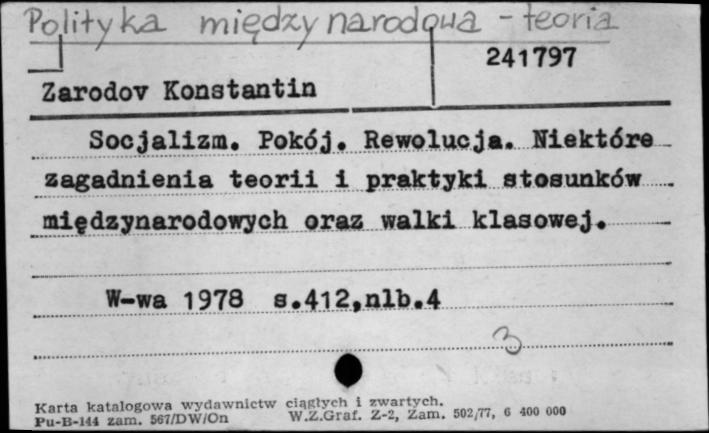 Polityka międzynarodowa - teoria
241797
Zarodov Konstantin
Socjalizm. Pokój. Rewolucja. Niektóre
zagadnienia teorii i praktyki stosunków
międzynarodowych oraz walki klasowej.
W-wa 1978 s.412,nlb.4
3
Karta katalogowa wydawnictw ciągłych i zwartych.
Pu-B-144 zam. 567/DW/On W.Z.Graf. Z-2, Zam. 502/77, 6 400 000